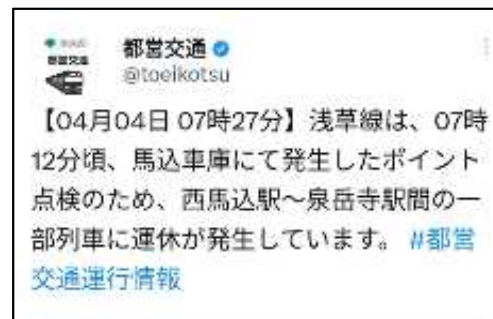 都営交通
@toeikotsu
【04月04日 07時27分】浅草線は、07時
12分頃、馬込車庫にて発生したポイント
点検のため、西馬込駅～泉岳寺駅間の一
部列車に運休が発生しています。 #都営
交通運行情報